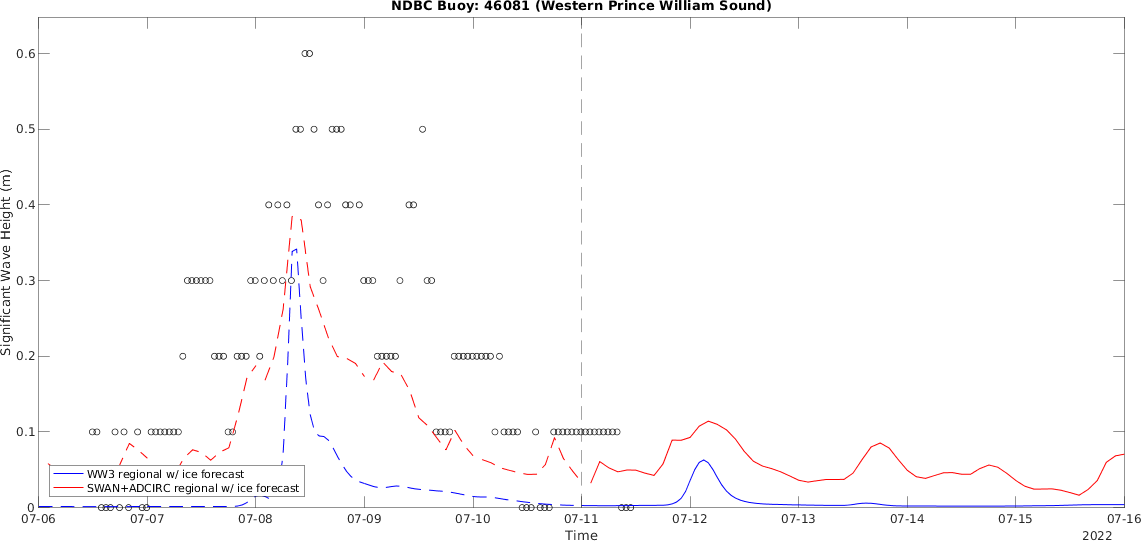 NDBC Buoy: 46081 (Western Prince William Sound)
0.6
0.5
0.4
0.3
0.2
0.1
0
Significant Wave Height (m)
WW3 regional w/ ice forecast
SWAN+ADCIRC regional w/ ice forecast
07-06 07-07 07-08 07-09 07-10 07-11 07-12 07-13 07-14 07-15 07-16
Time
2022